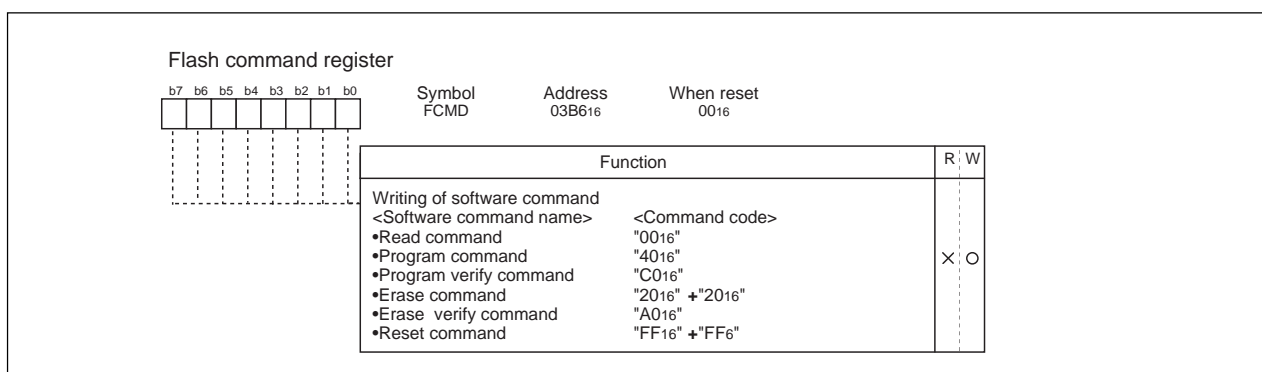 Flash command register
b7 b6 b5 b4 b3 b2 b1 b0
Symbol Address When reset
FCMD 03B616 0016
Function R W
Writing of software command
<Software command name> <Command code>
•Read command "0016"
•Program command "4016"
•Program verify command "C016"
•Erase command "2016" +"2016"
•Erase verify command "A016"
•Reset command "FF16" +"FF6"
× ○